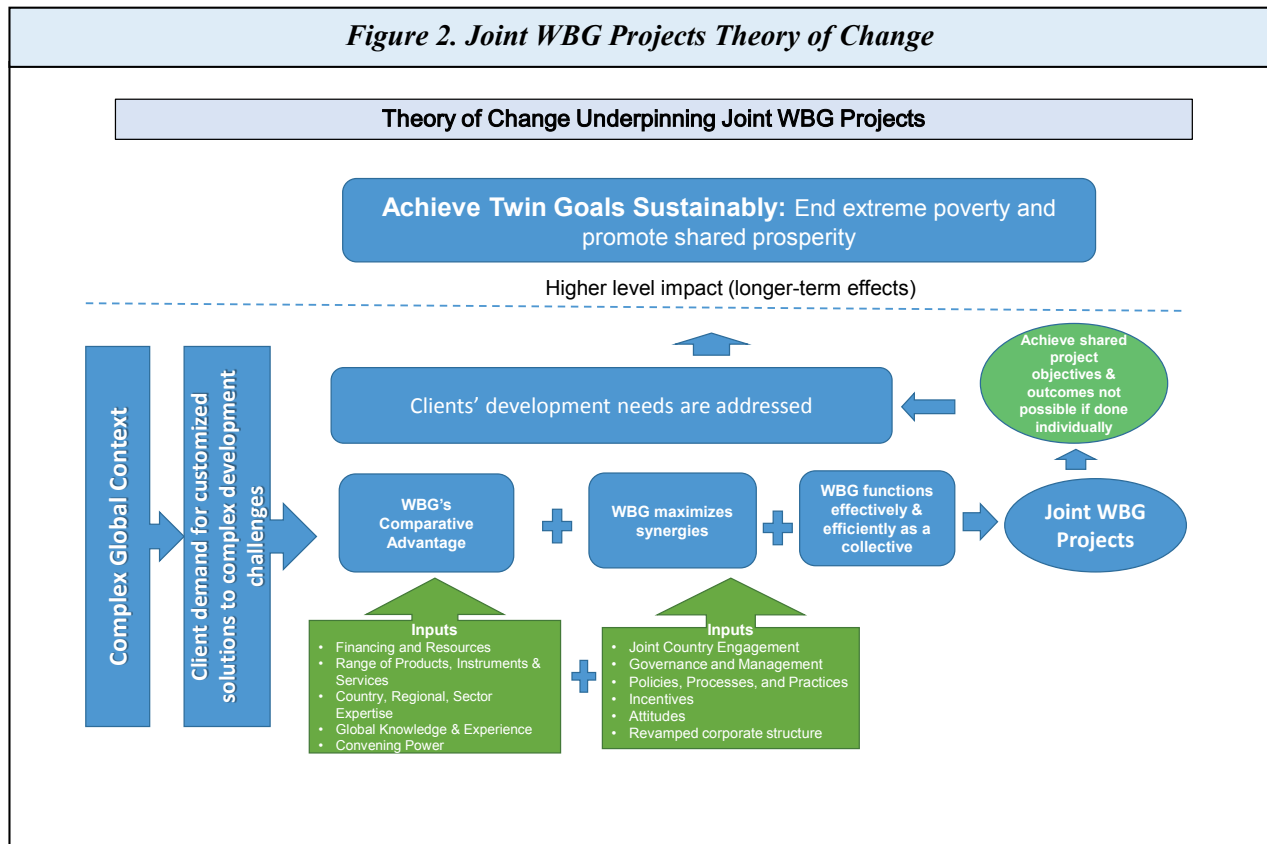 Figure 2. Joint WBG Projects Theory of Change
Theory of Change Underpinning Joint WBG Projects
Achieve Twin Goals Sustainably: End extreme poverty and
promote shared prosperity
Higher level impact (longer-term effects)
Complex Global Context
Client demand for customized
solutions to complex development
challenges
Clients' development needs are addressed
Achieve shared
project
objectives &
outcomes not
possible if done
individually
WBG's
Comparative
Advantage
WBG maximizes
synergies
WBG functions
effectively &
efficiently as a
collective
Joint WBG
Projects
Inputs
• Financing and Resources
• Range of Products, Instruments &
Services
• Country, Regional, Sector
Expertise
• Global Knowledge & Experience
• Convening Power
Inputs
• Joint Country Engagement
• Governance and Management
• Policies, Processes, and Practices
• Incentives
• Attitudes
• Revamped corporate structure